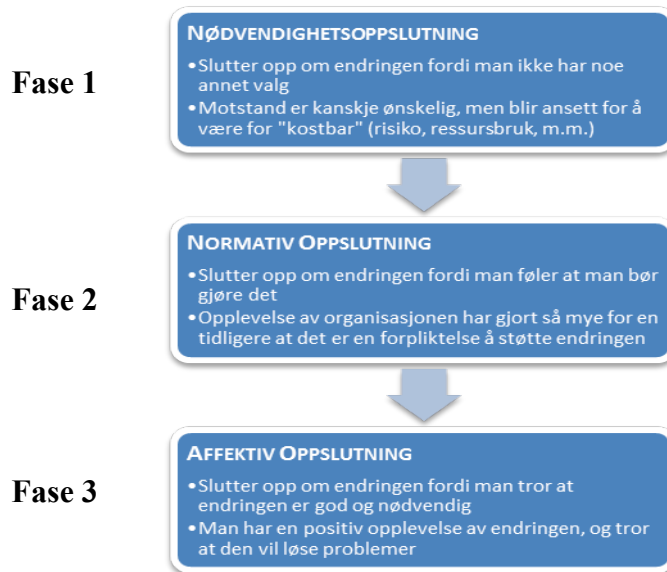 Fase 1
NØDVENDIGHETSOPPSLUTNING
•Slutter opp om endringen fordi man ikke har noe
annet valg
•Motstand er kanskje ønskelig, men blir ansett for å
være for "kostbar" (risiko, ressursbruk, m.m.)
Fase 2
NORMATIV OPPSLUTNING
•Slutter opp om endringen fordi man føler at man bør
gjøre det
•Opplevelse av organisasjonen har gjort så mye for en
tidligere at det er en forpliktelse å støtte endringen
Fase 3
AFFEKTIV OPPSLUTNING
•Slutter opp om endringen fordi man tror at
endringen er god og nødvendig
•Man har en positiv opplevelse av endringen, og tror
at den vil løse problemer